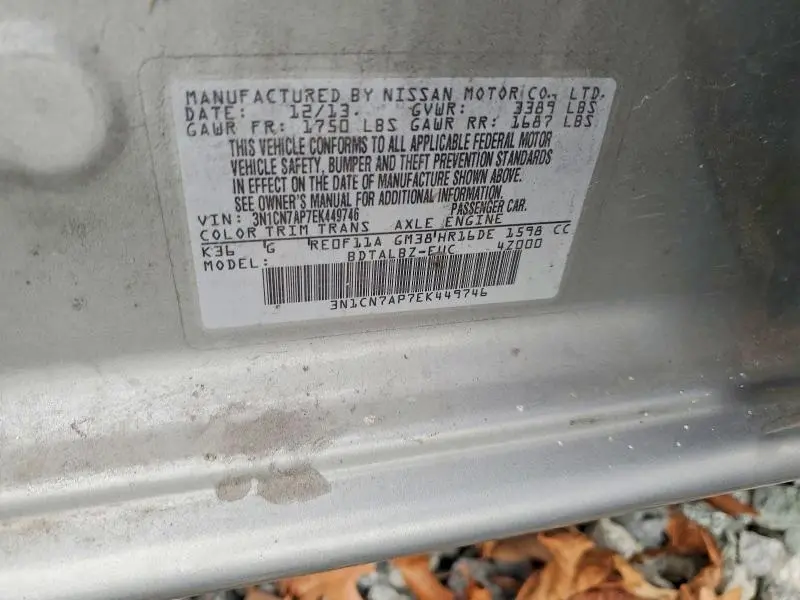 MANUFACTURED BY NISSAN MOTOR CO., LTD.
DATE: 12/13. GVWR: 3389 LBS
GAWR FR: 1750 LBS GAWR RR: 1687 LBS
THIS VEHICLE CONFORMS TO ALL APPLICABLE FEDERAL MOTOR
VEHICLE SAFETY, BUMPER AND THEFT PREVENTION STANDARDS
IN EFFECT ON THE DATE OF MANUFACTURE SHOWN ABOVE.
SEE OWNER'S MANUAL FOR ADDITIONAL INFORMATION.
VIN: 3N1CN7AP7EK449746 PASSENGER CAR.
COLOR TRIM TRANS AXLE ENGINE
K36 G RE0F11A GM38 HR16DE 1598 CC
MODEL: BDTALBZ-EUC 4Z000
3N1CN7AP7EK449746